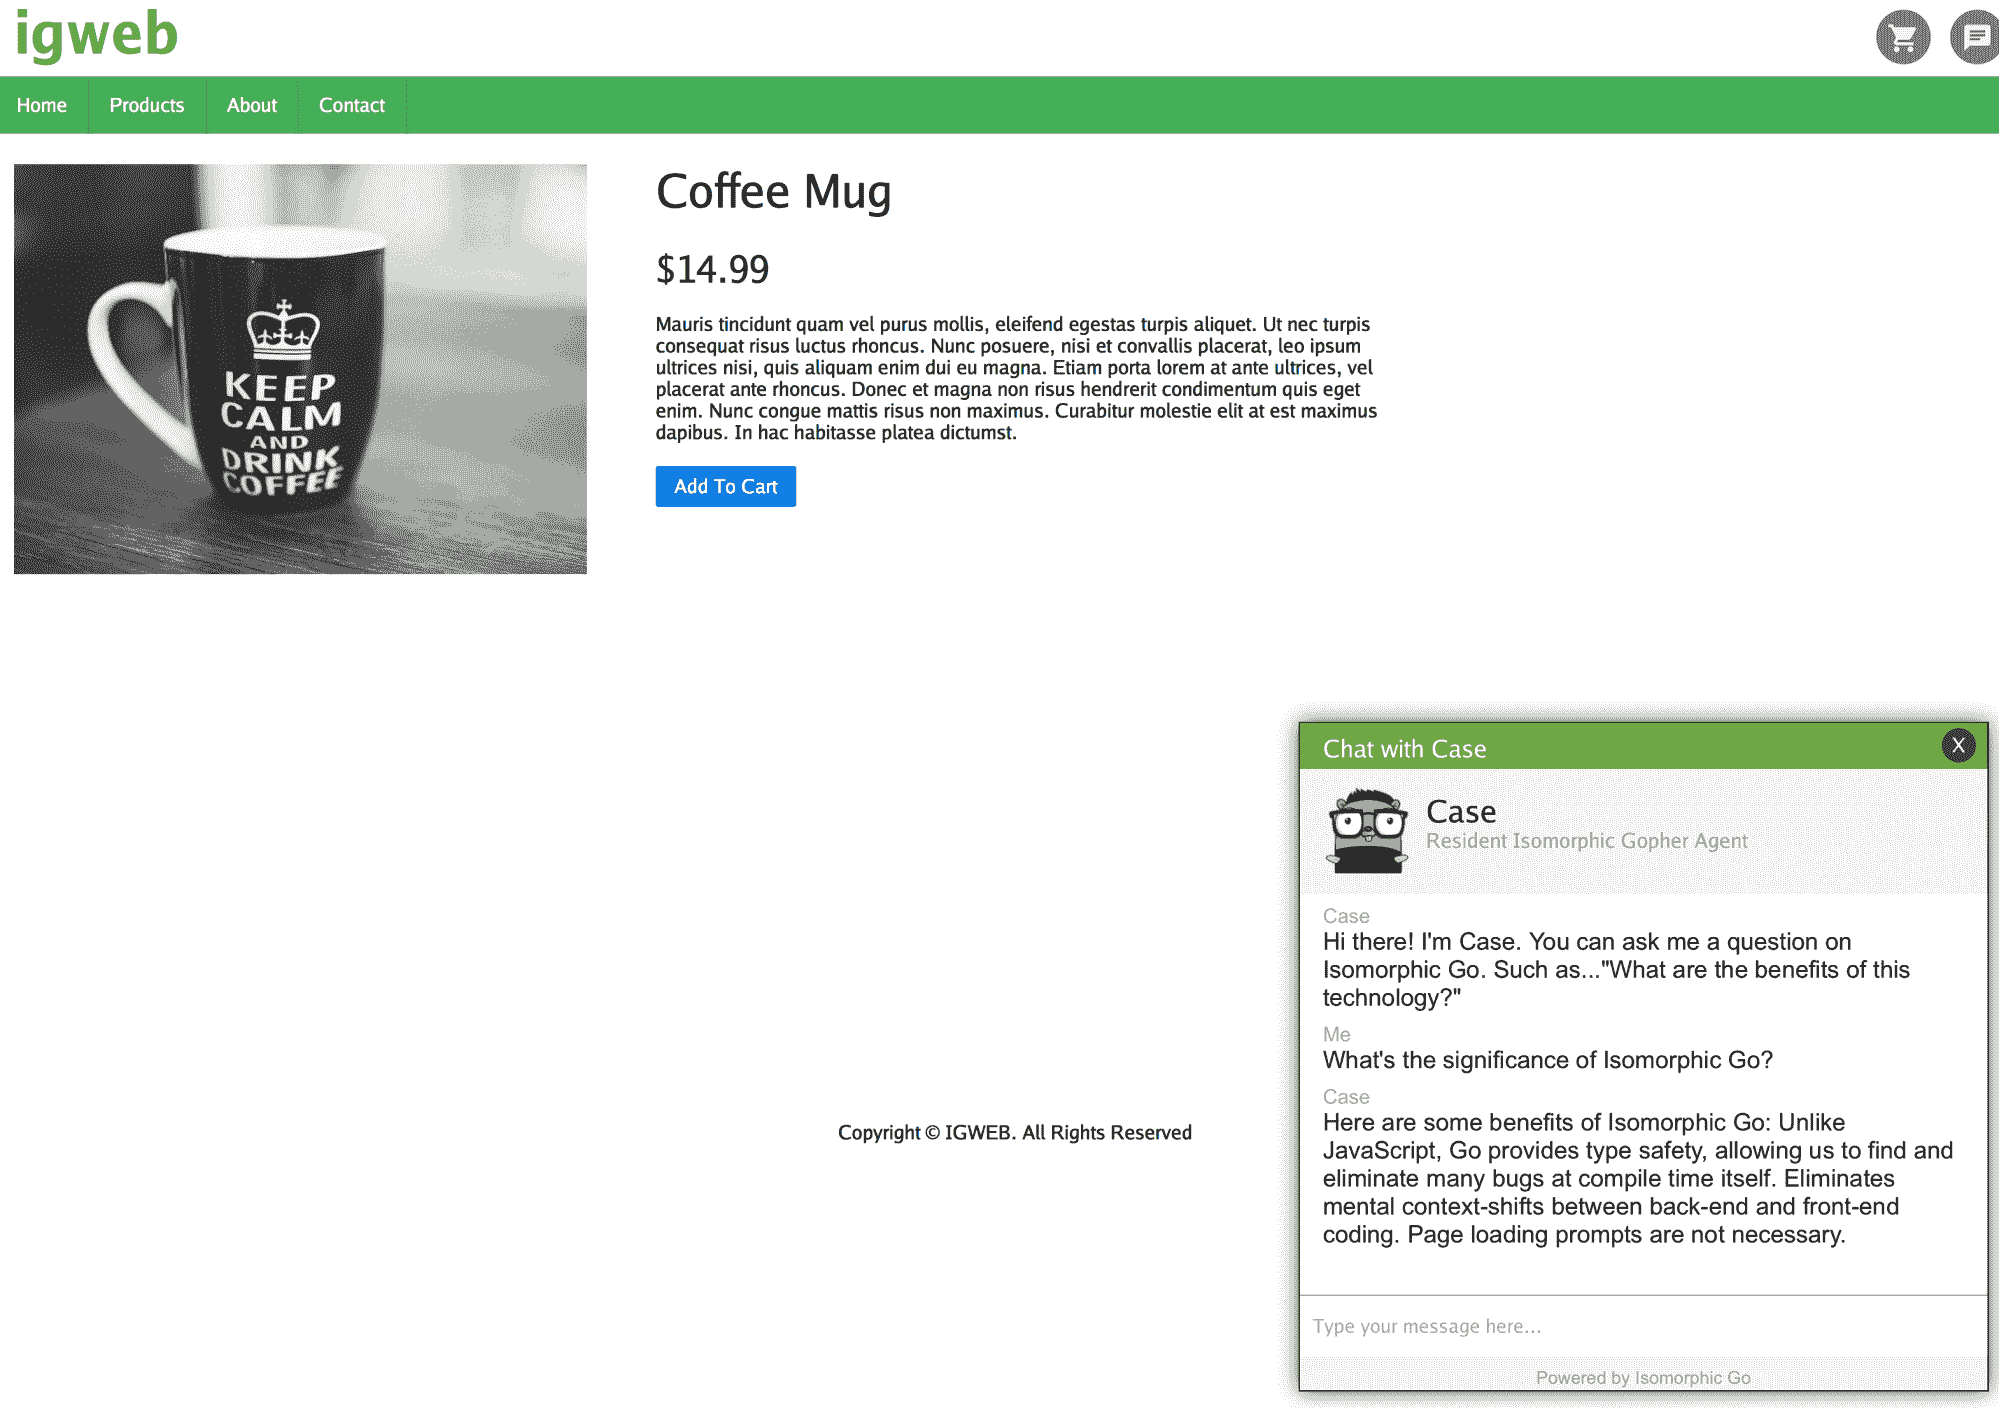 igweb
Home
Products
About
Contact
KEEP
CALM
AND
DRINK
COFFEE
Coffee Mug
$14.99
Mauris tincidunt quam vel purus mollis, eleifend egestas turpis aliquet. Ut nec turpis
consequat risus luctus rhoncus. Nunc posuere, nisi et convallis placerat, leo ipsum
ultrices nisi, quis aliquam enim dui eu magna. Etiam porta lorem at ante ultrices, vel
placerat ante rhoncus. Donec et magna non risus hendrerit condimentum quis eget
enim. Nunc congue mattis risus non maximus. Curabitur molestie elit at est maximus
dapibus. In hac habitasse platea dictumst.
Add To Cart
Copyright © IGWEB. All Rights Reserved
Chat with Case
X
Case
Resident Isomorphic Gopher Agent
Case
Hi there! I'm Case. You can ask me a question on
Isomorphic Go. Such as..."What are the benefits of this
technology?"
Me
What's the significance of Isomorphic Go?
Case
Here are some benefits of Isomorphic Go: Unlike
JavaScript, Go provides type safety, allowing us to find and
eliminate many bugs at compile time itself. Eliminates
mental context-shifts between back-end and front-end
coding. Page loading prompts are not necessary.
Type your message here...
Powered by Isomorphic Go